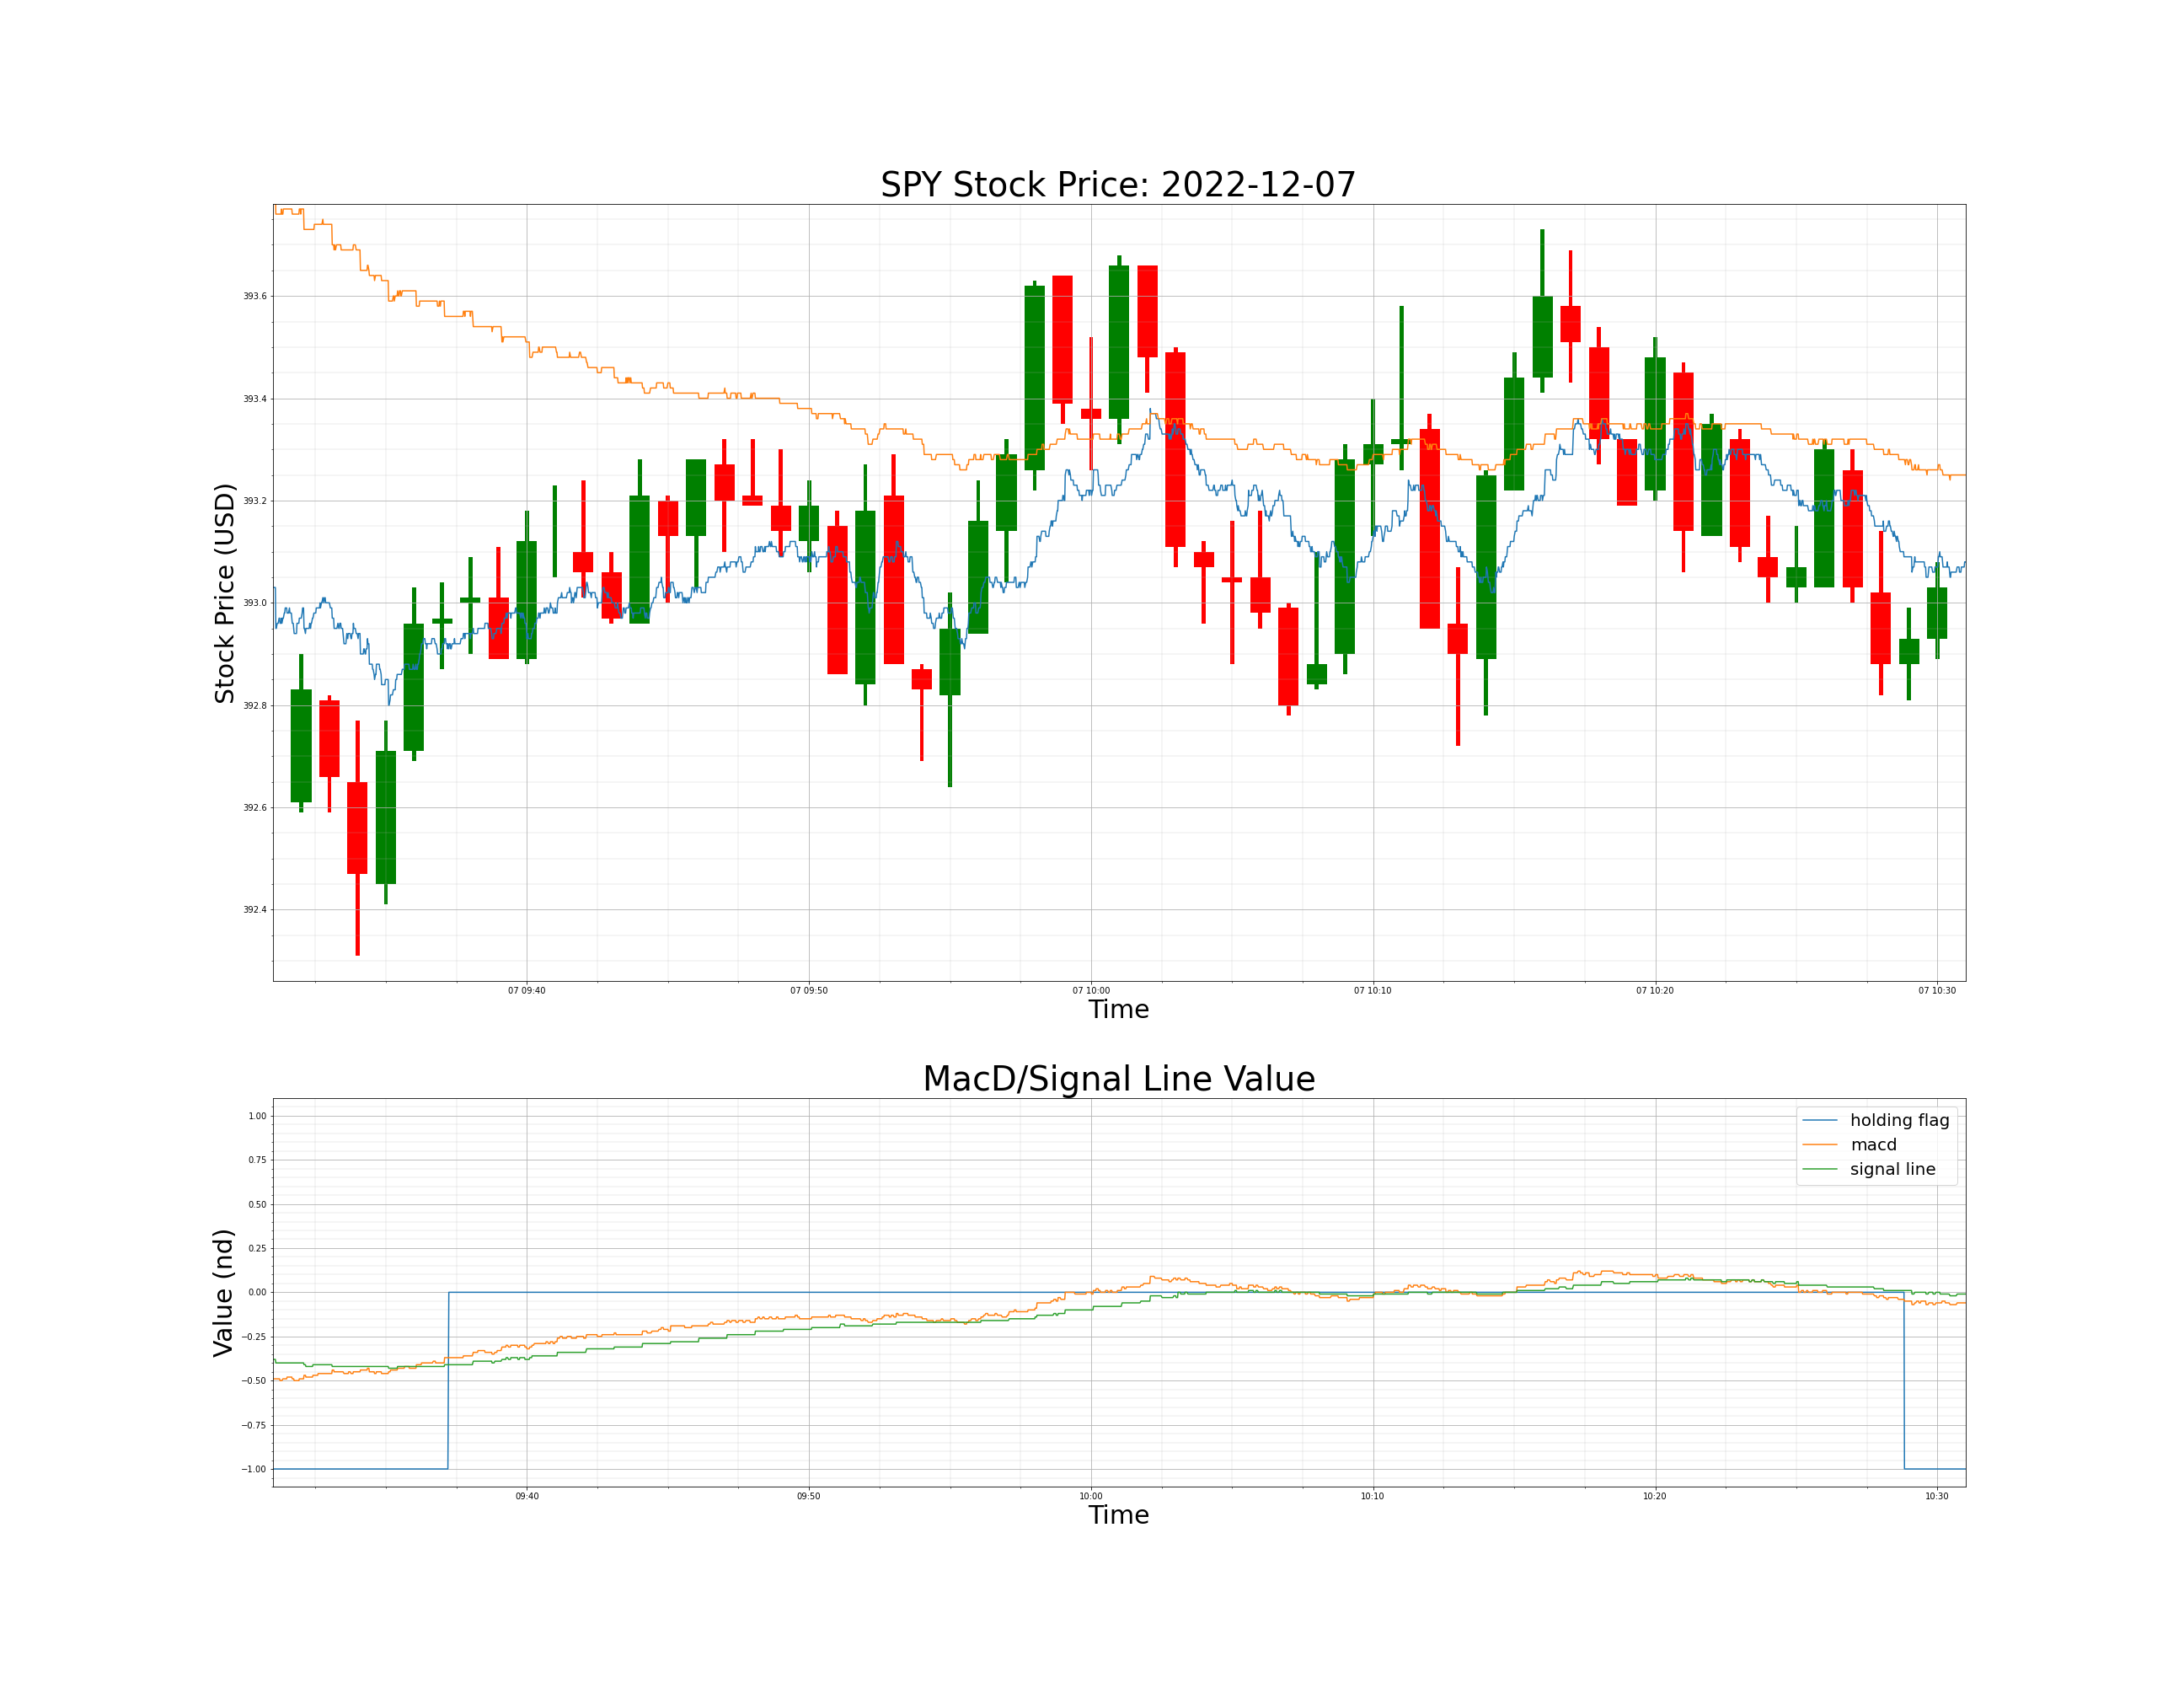 SPY Stock Price: 2022-12-07
Stock Price (USD)
393.6
393.4
393.2
393.0
392.8
392.6
392.4
07 09:40 07 09:50 07 10:00 07 10:10 07 10:20 07 10:30
Time
MacD/Signal Line Value
Value (nd)
1.00
0.75
0.50
0.25
0.00
−0.25
−0.50
−0.75
−1.00
holding flag
macd
signal line
09:40 09:50 10:00 10:10 10:20 10:30
Time